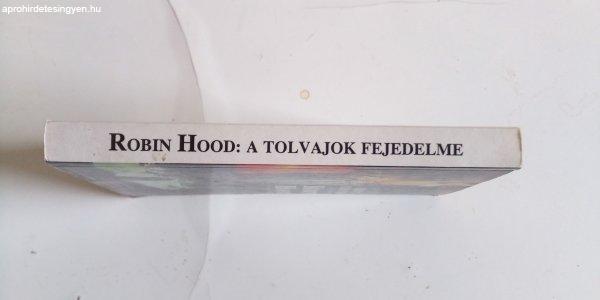 aprohirdetesingyen.hu
ROBIN HOOD: A TOLVAJOK FEJEDELME